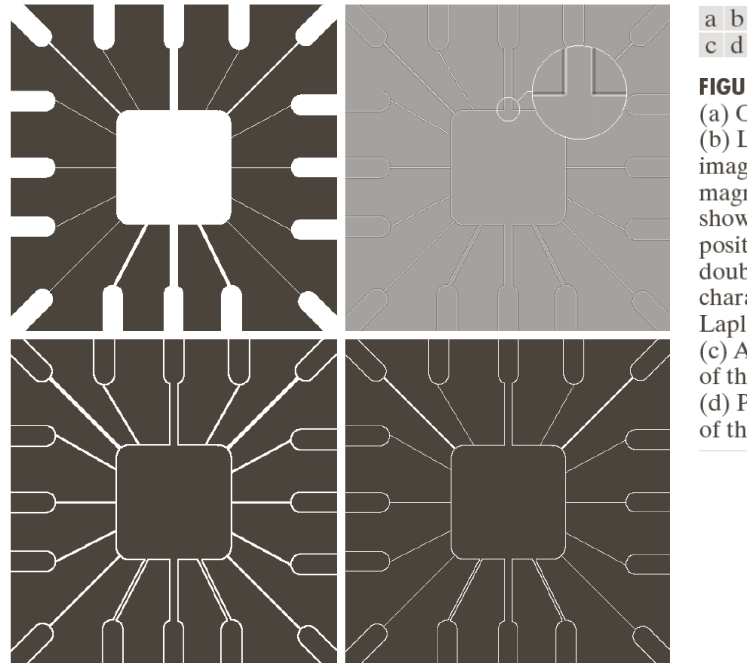 a b
c d
FIGU
(a) O
(b) L
imag
magn
show
posit
doub
chara
Lapl
(c) A
of th
(d) P
of th